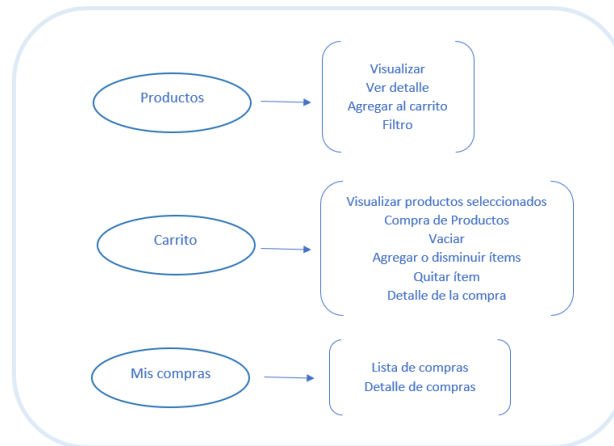 Productos
Visualizar
Ver detalle
Agregar al carrito
Filtro
Carrito
Visualizar productos seleccionados
Compra de Productos
Vaciar
Agregar o disminuir ítems
Quitar ítem
Detalle de la compra
Mis compras
Lista de compras
Detalle de compras